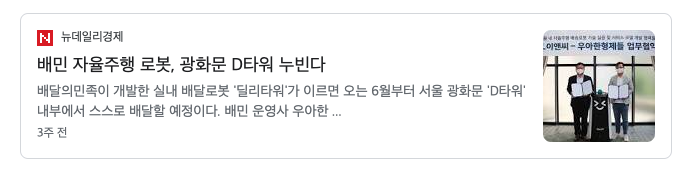 뉴데일리경제
배민 자율주행 로봇, 광화문 D타워 누빈다
배달의민족이 개발한 실내 배달로봇 '딜리타워'가 이르면 오는 6월부터 서울 광화문 'D타워'
내부에서 스스로 배달할 예정이다. 배민 운영사 우아한 ...
3주 전
이앤씨 – 우아한형제들 업무협약